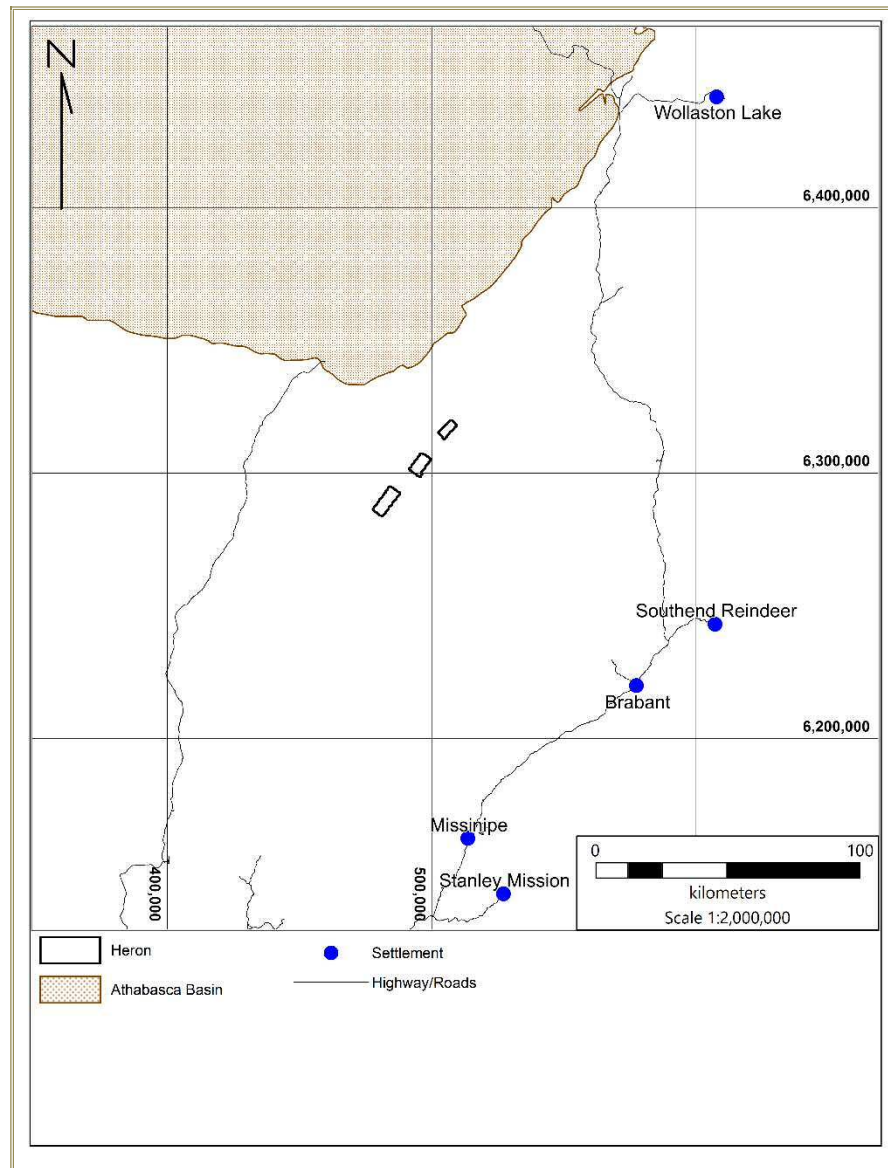 N
Wollaston Lake
6,400,000
6,300,000
Southend Reindeer
Brabant
6,200,000
Missinipe
Stanley Mission
400,000
500,000
0 100
kilometers
Scale 1:2,000,000
Heron
Settlement
Athabasca Basin
Highway/Roads